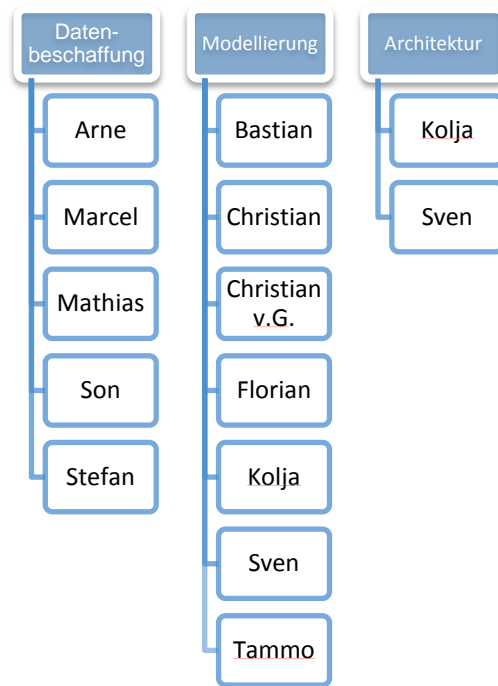 Daten-
beschaffung
Arne
Marcel
Mathias
Son
Stefan
Modellierung
Bastian
Christian
Christian
v.G.
Florian
Kolja
Sven
Tammo
Architektur
Kolja
Sven